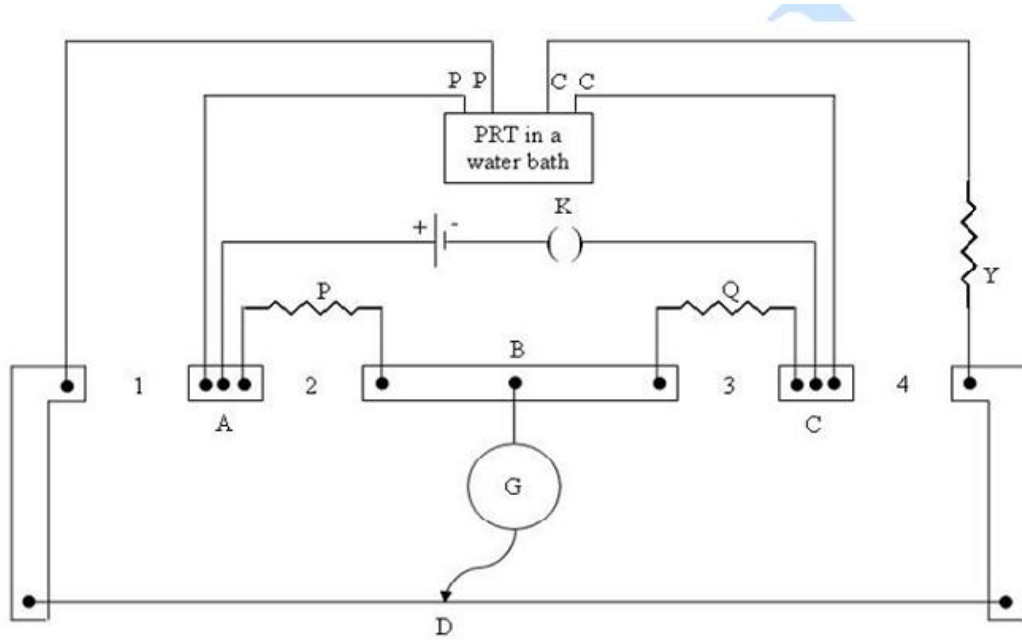 P P C C
PRT in a
water bath
K
+ -
P Q Y
B
1 2 3 4
A C
G
D